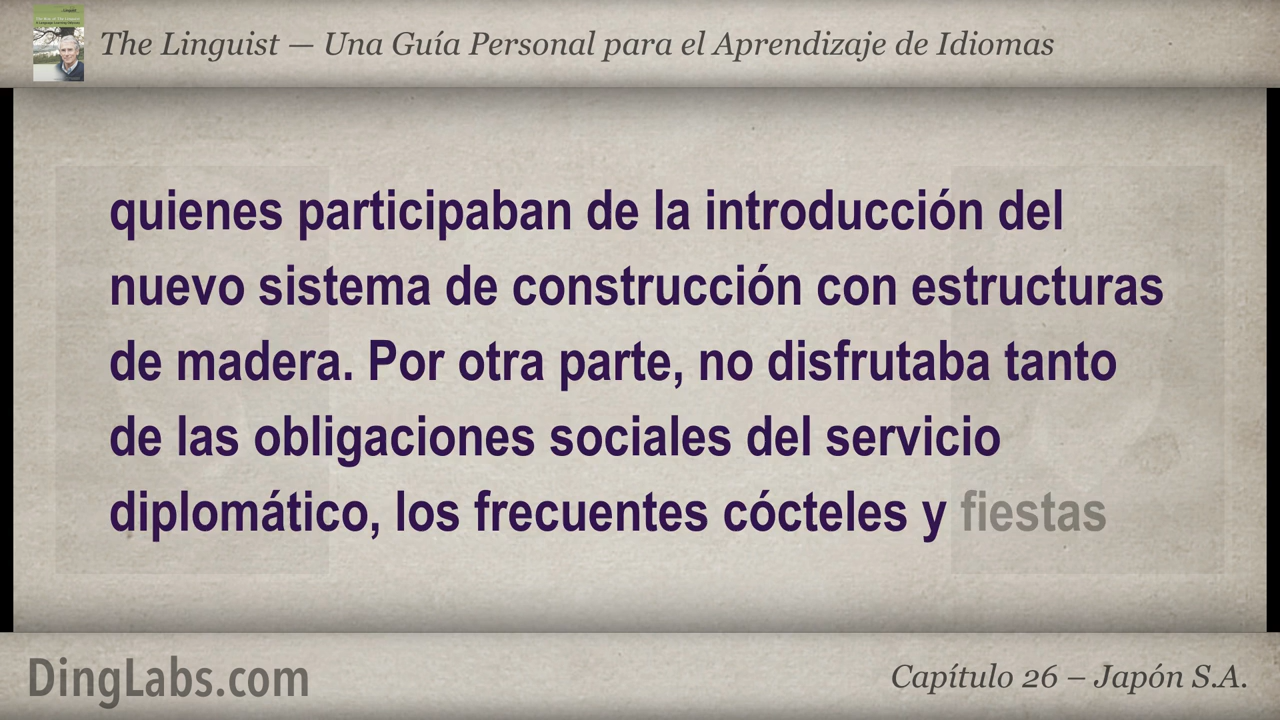 The Linguist — Una Guía Personal para el Aprendizaje de Idiomas
quienes participaban de la introducción del
nuevo sistema de construcción con estructuras
de madera. Por otra parte, no disfrutaba tanto
de las obligaciones sociales del servicio
diplomático, los frecuentes cócteles y fiestas
DingLabs.com
Capítulo 26 – Japón S.A.